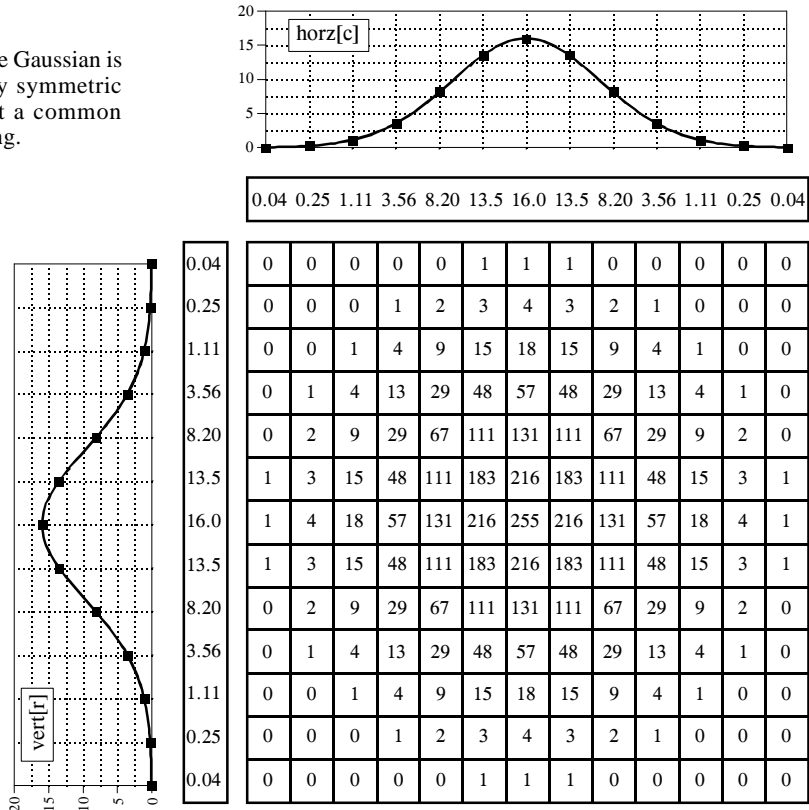 e Gaussian is
y symmetric
t a common
ng.
20
15
10
5
0
horz[c]
0.04 0.25 1.11 3.56 8.20 13.5 16.0 13.5 8.20 3.56 1.11 0.25 0.04
0.04 0 0 0 0 0 1 1 1 0 0 0 0 0
0.25 0 0 0 1 2 3 4 3 2 1 0 0 0
1.11 0 0 1 4 9 15 18 15 9 4 1 0 0
3.56 0 1 4 13 29 48 57 48 29 13 4 1 0
8.20 0 2 9 29 67 111 131 111 67 29 9 2 0
13.5 1 3 15 48 111 183 216 183 111 48 15 3 1
16.0 1 4 18 57 131 216 255 216 131 57 18 4 1
13.5 1 3 15 48 111 183 216 183 111 48 15 3 1
8.20 0 2 9 29 67 111 131 111 67 29 9 2 0
3.56 0 1 4 13 29 48 57 48 29 13 4 1 0
1.11 0 0 1 4 9 15 18 15 9 4 1 0 0
0.25 0 0 0 1 2 3 4 3 2 1 0 0 0
0.04 0 0 0 0 0 1 1 1 0 0 0 0 0
vert[r]
20 15 10 5 0